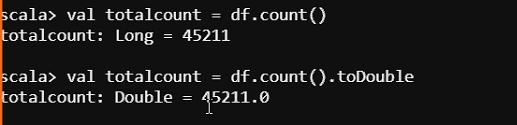 scala> val totalcount = df.count()
totalcount: Long = 45211
scala> val totalcount = df.count().toDouble
totalcount: Double = 45211.0